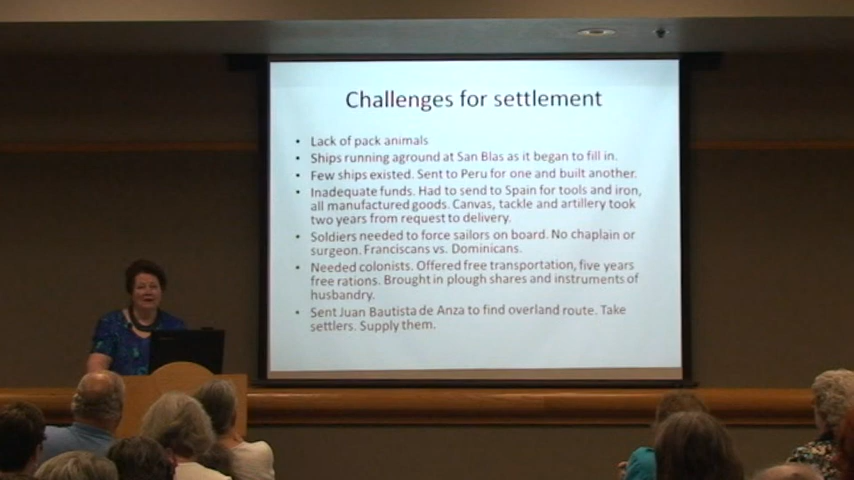 Challenges for settlement
• Lack of pack animals
• Ships running aground at San Blas as it began to fill in.
• Few ships existed. Sent to Peru for one and built another.
• Inadequate funds. Had to send to Spain for tools and iron,
all manufactured goods. Canvas, tackle and artillery took
two years from request to delivery.
• Soldiers needed to force sailors on board. No chaplain or
surgeon. Franciscans vs. Dominicans.
• Needed colonists. Offered free transportation, five years
free rations. Brought in plough shares and instruments of
husbandry.
• Sent Juan Bautista de Anza to find overland route. Take
settlers. Supply them.